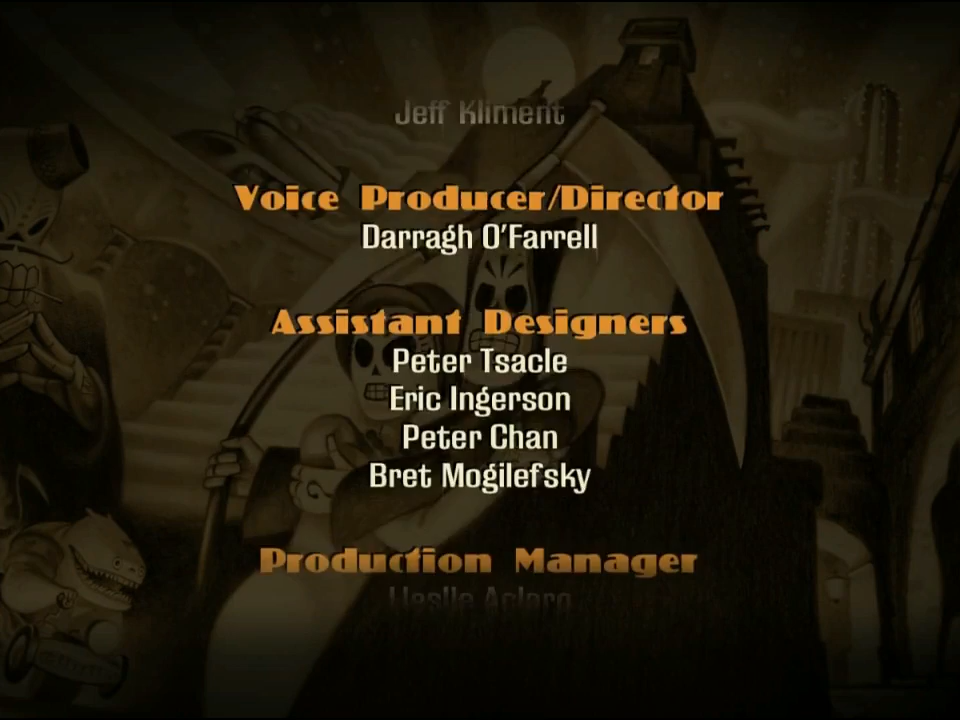 Jeff Kliment
Voice Producer/Director
Darragh O'Farrell
Assistant Designers
Peter Tsacle
Eric Ingerson
Peter Chan
Bret Mogilefsky
Production Manager